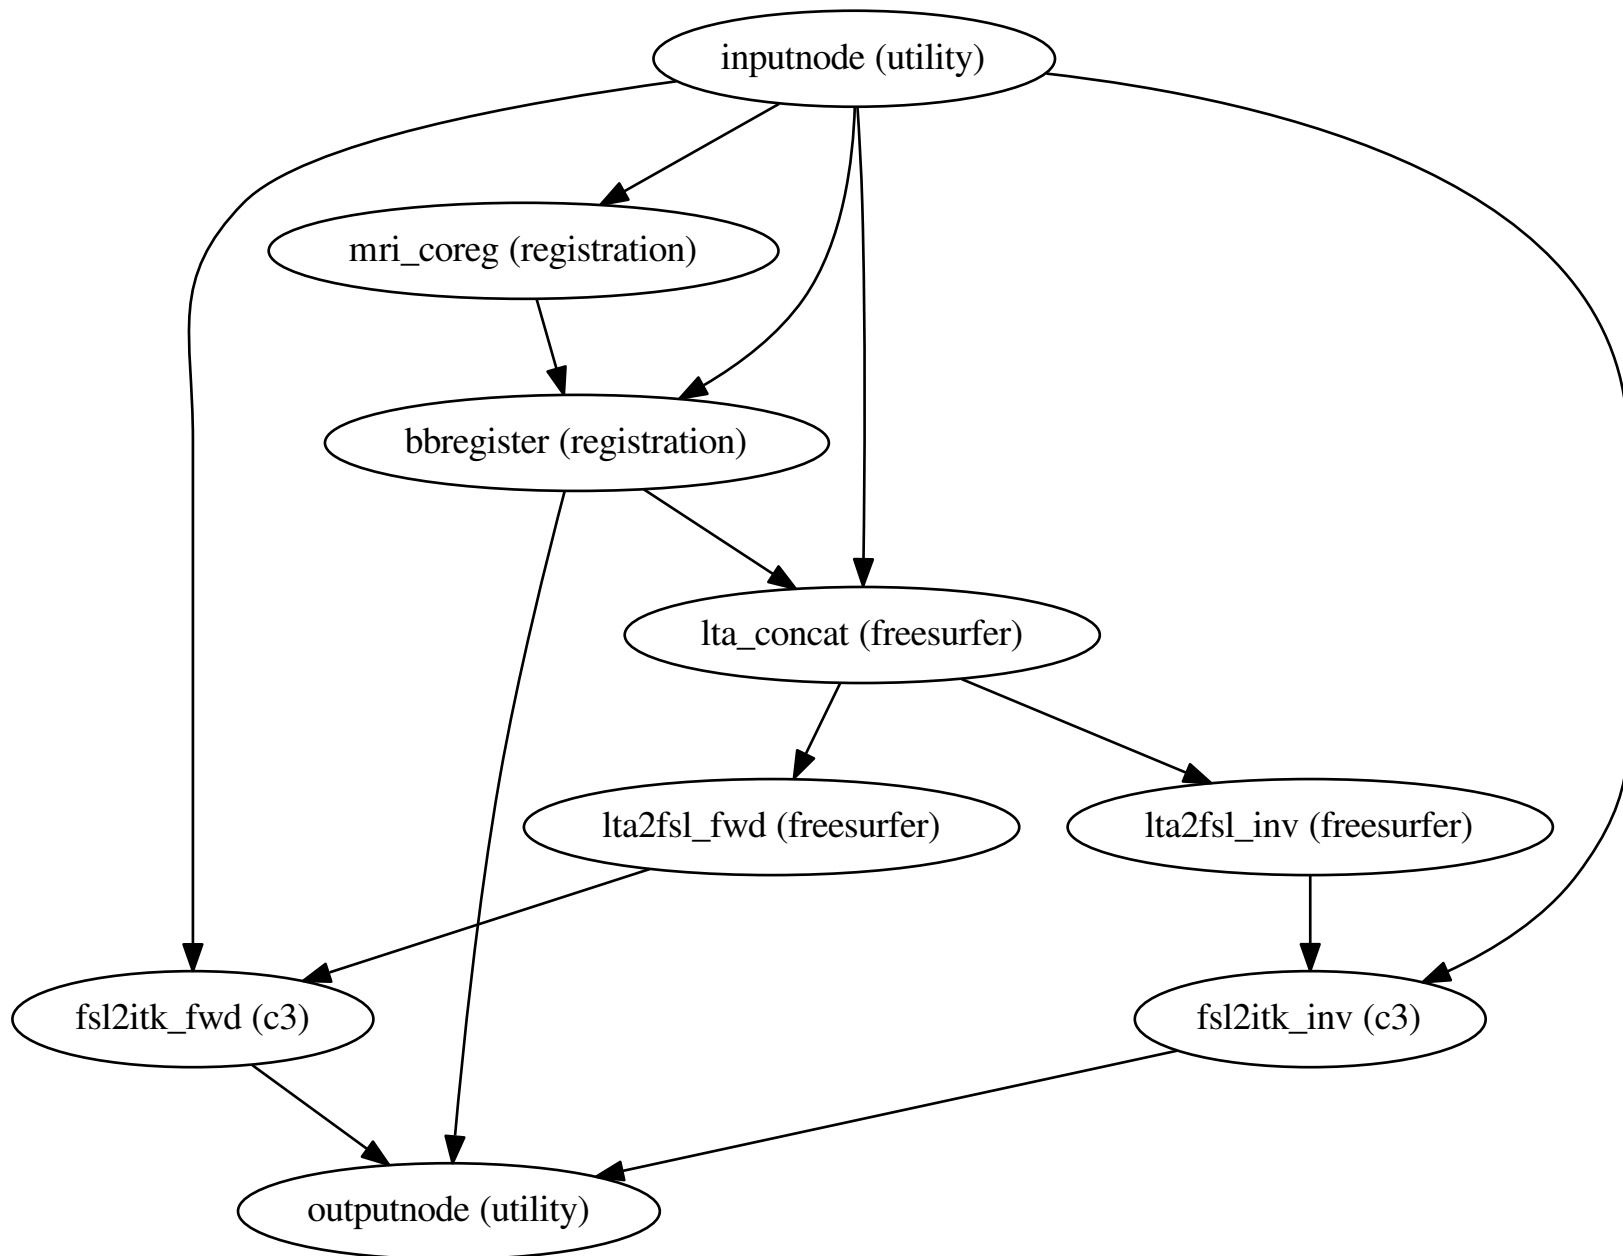 inputnode (utility)
mri_coreg (registration)
bbregister (registration)
lta_concat (freesurfer)
lta2fsl_fwd (freesurfer)
lta2fsl_inv (freesurfer)
fsl2itk_fwd (c3)
fsl2itk_inv (c3)
outputnode (utility)